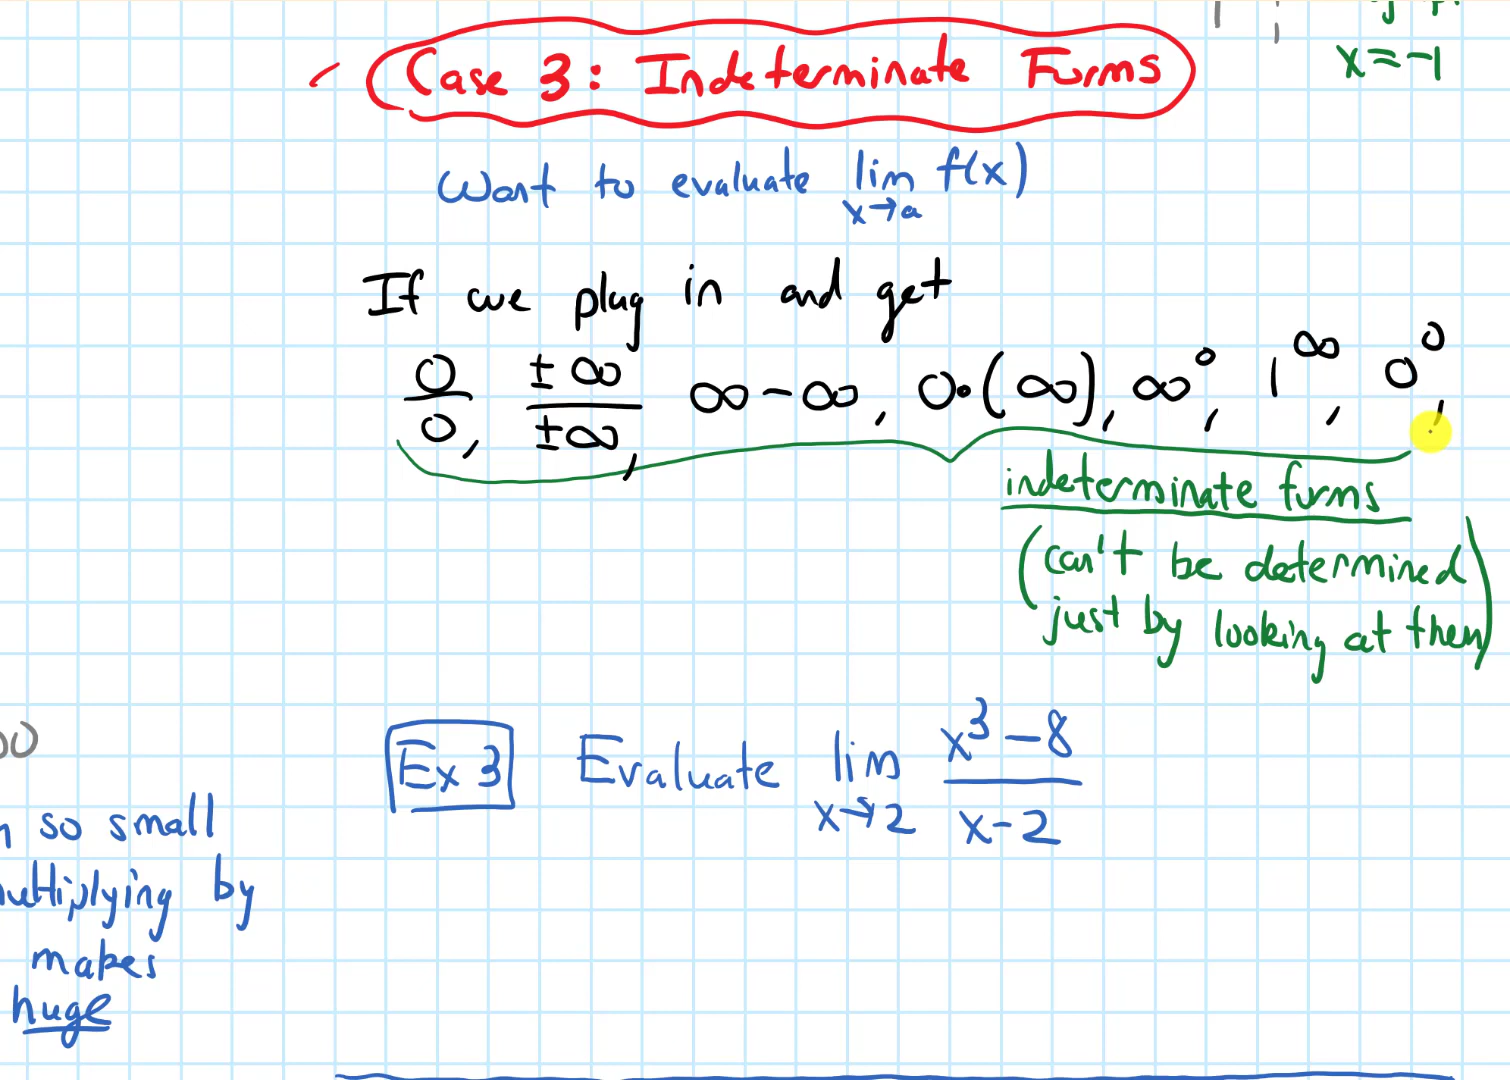 x = -1
Case 3: Indeterminate Forms
Want to evaluate lim f(x)
x→a
If we plug in and get
0/0, ±∞/±∞, ∞-∞, 0·(∞), ∞⁰, 1^∞, 0⁰,
indeterminate forms
(can't be determined
just by looking at them)
Ex 3 Evaluate lim x³-8
x→2 x-2
so small
multiplying by
makes
huge